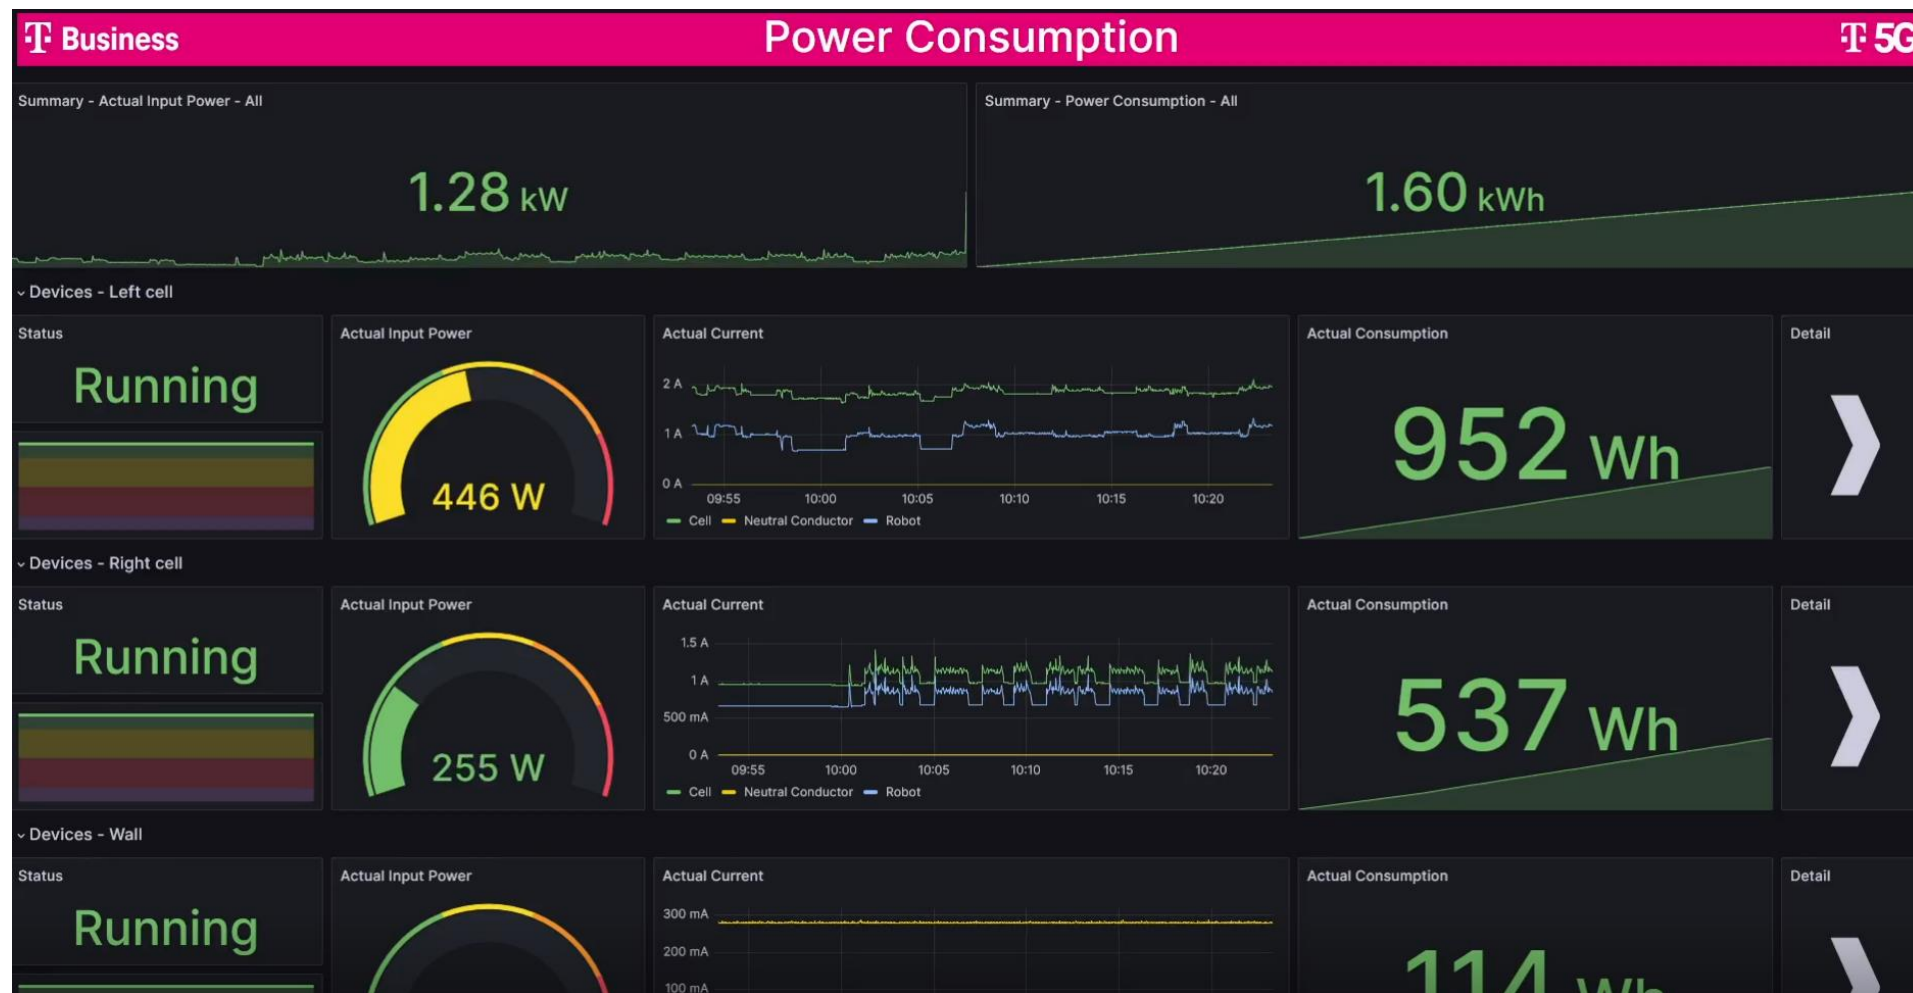 T Business
Power Consumption
T 5G
Summary - Actual Input Power - All
Summary - Power Consumption - All
1.28 kW
1.60 kWh
Devices - Left cell
Status
Actual Input Power
Actual Current
Actual Consumption
Detail
Running
446 W
2 A
1 A
0 A
09:55 10:00 10:05 10:10 10:15 10:20
Cell Neutral Conductor Robot
952 Wh
Devices - Right cell
Status
Actual Input Power
Actual Current
Actual Consumption
Detail
Running
255 W
1.5 A
1 A
500 mA
0 A
09:55 10:00 10:05 10:10 10:15 10:20
Cell Neutral Conductor Robot
537 Wh
Devices - Wall
Status
Actual Input Power
Actual Current
Actual Consumption
Detail
Running
300 mA
200 mA
100 mA
114 Wh